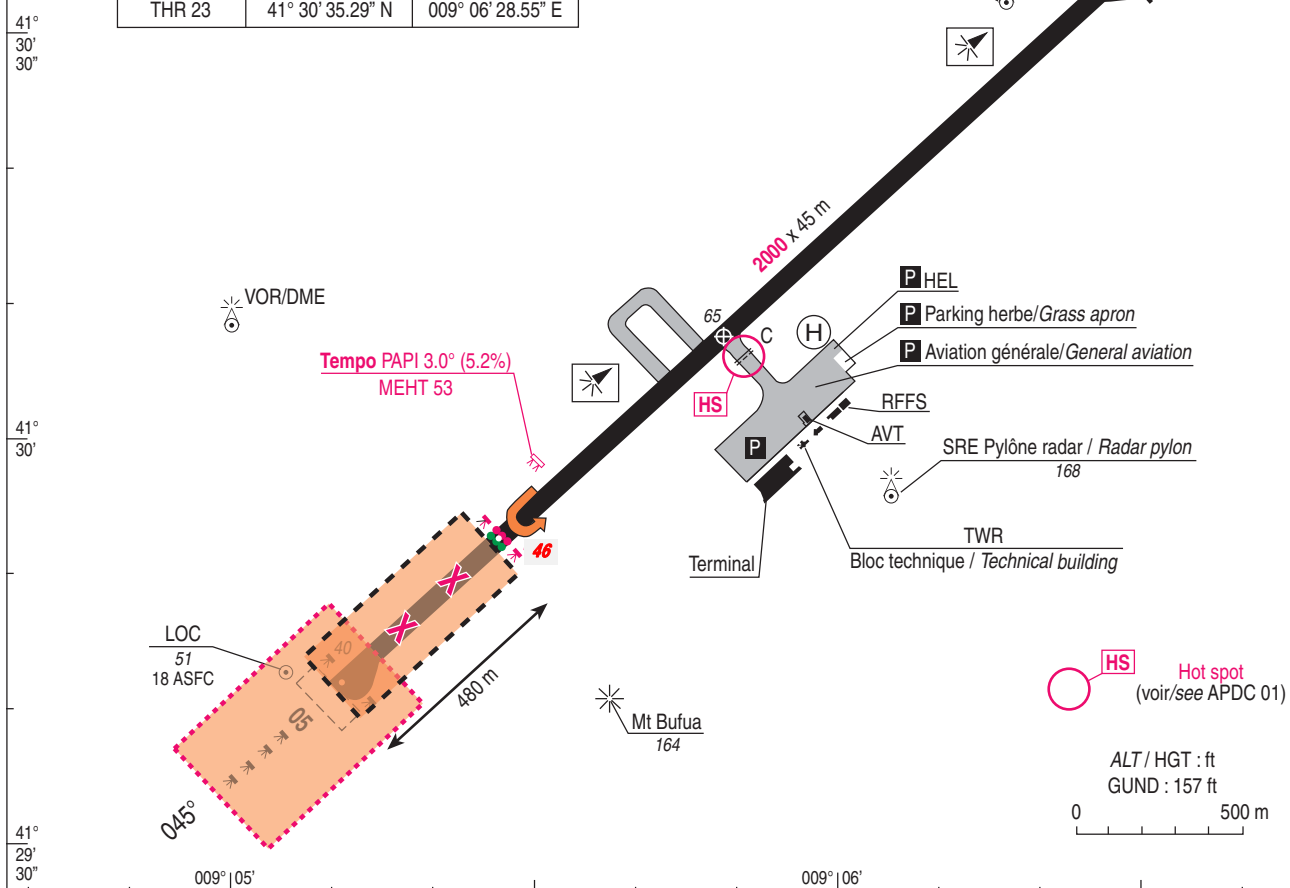 THR 23 41° 30' 35.29" N 009° 06' 28.55" E
41°
30'
30"
2000 x 45 m
VOR/DME
65
C
H
P HEL
P Parking herbe/Grass apron
P Aviation générale/General aviation
Tempo PAPI 3.0° (5.2%)
MEHT 53
HS
RFFS
AVT
P
41°
30'
SRE Pylône radar / Radar pylon
168
46
TWR
Bloc technique / Technical building
Terminal
X
X
LOC
51
18 ASFC
40
480 m
05
Mt Bufua
164
HS
Hot spot
(voir/see APDC 01)
ALT / HGT : ft
GUND : 157 ft
0 500 m
045°
41°
29'
30"
009° 05'
009° 06'